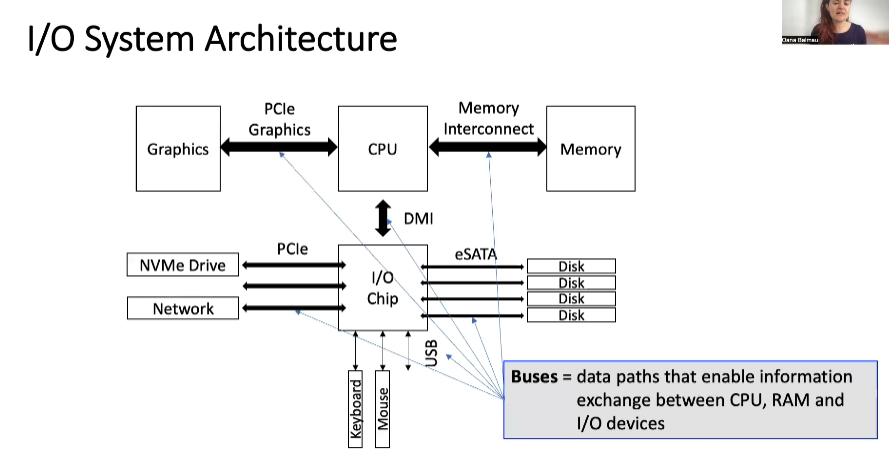 I/O System Architecture
Dana Balmau
PCIe
Graphics
Memory
Interconnect
Graphics
CPU
Memory
DMI
PCIe
eSATA
NVMe Drive
I/O
Chip
Network
Disk
Disk
Disk
Disk
USB
Keyboard
Mouse
Buses = data paths that enable information
exchange between CPU, RAM and
I/O devices